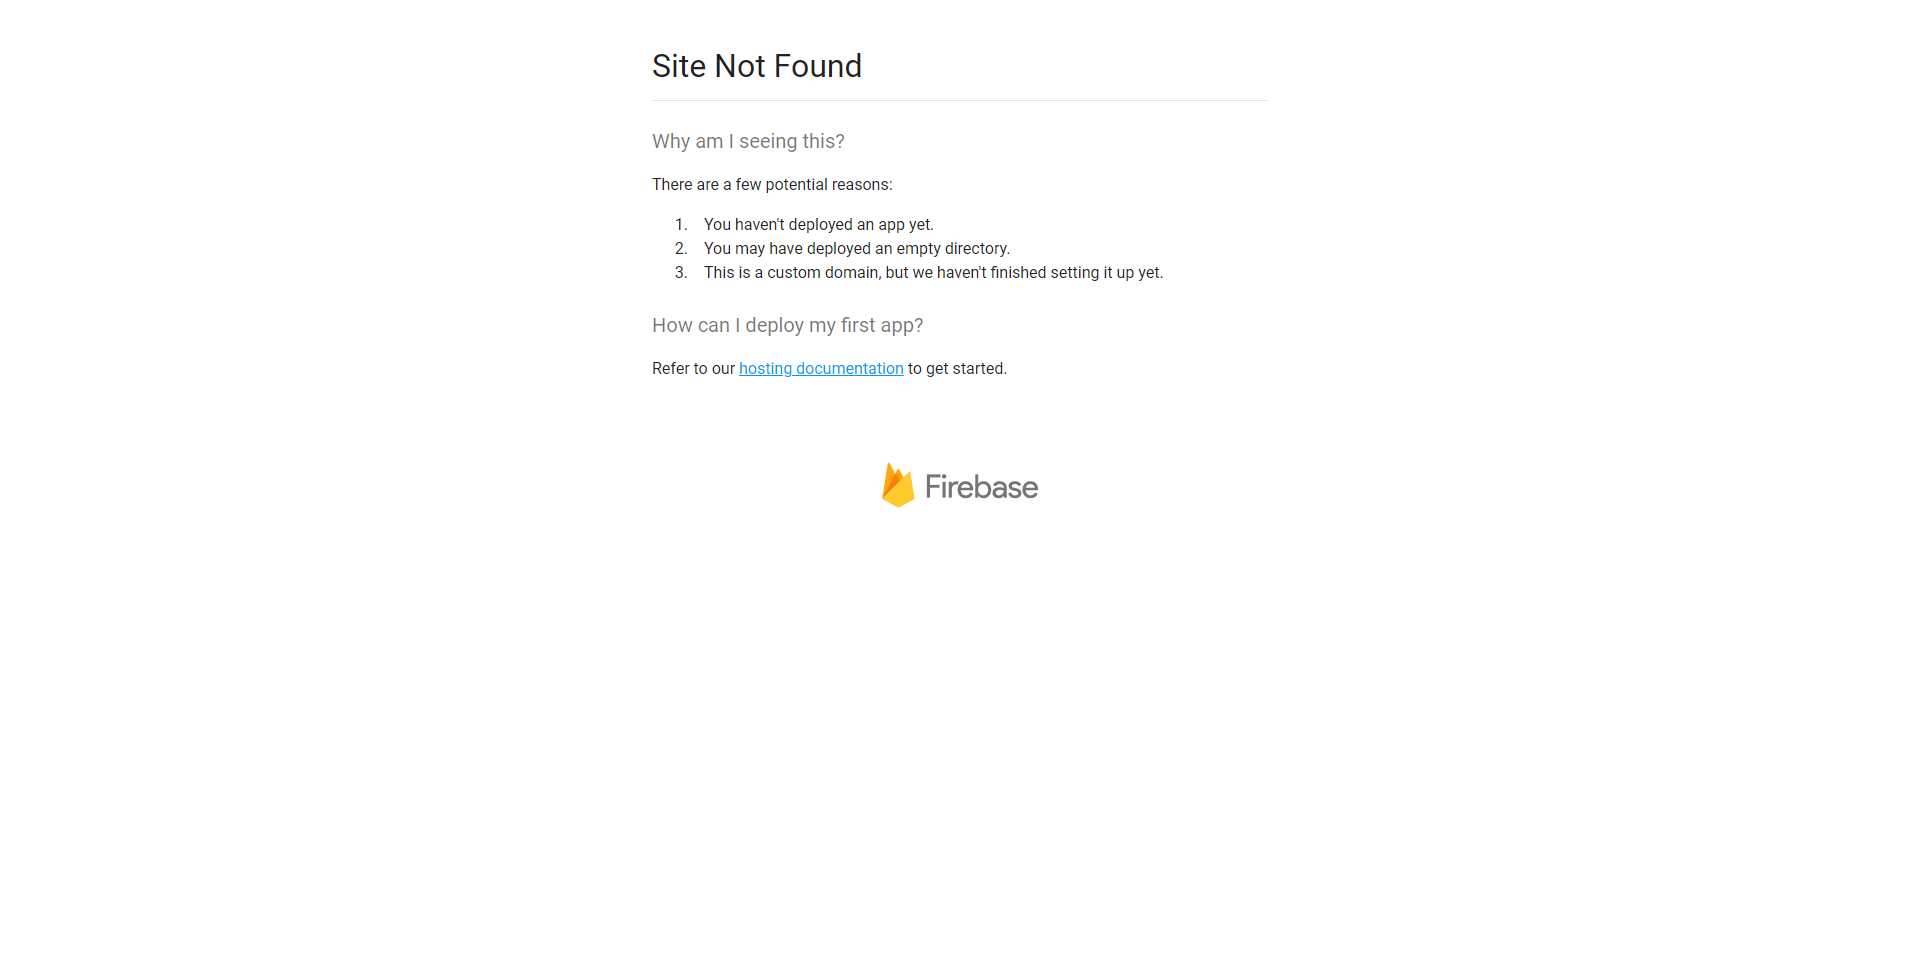 Site Not Found
Why am I seeing this?
There are a few potential reasons:
1. You haven't deployed an app yet.
2. You may have deployed an empty directory.
3. This is a custom domain, but we haven't finished setting it up yet.
How can I deploy my first app?
Refer to our hosting documentation to get started.
Firebase